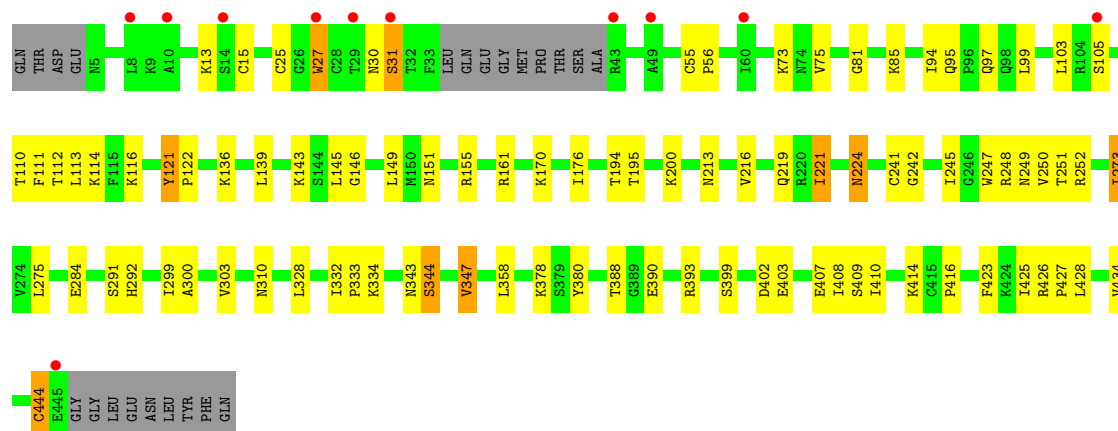 GLN THR ASP GLU N5 L8 K9 A10 K13 S14 C15 C25 G26 W27 C28 T29 N30 S31 T32 F33 LEU GLN GLU GLY MET PRO THR SER ALA R43 A49 C55 P56 I60 K73 N74 V75 G81 K85 I94 Q95 P96 Q97 Q98 L99 L103 R104 S105
T110 F111 T112 L113 K114 F115 K116 Y121 P122 K136 L139 K143 S144 L145 G146 L149 M150 N151 R155 R161 K170 I176 T194 T195 K200 N213 V216 Q219 R220 I221 N224 C241 G242 I245 G246 W247 R248 N249 V250 T251 R252 I273
V274 L275 E284 S291 H292 I299 A300 V303 N310 L328 I332 P333 K334 N343 S344 V347 L358 K378 S379 Y380 T388 G389 E390 R393 S399 D402 E403 E407 I408 S409 I410 K414 C415 P416 F423 K424 I425 R426 P427 L428 V434
C444 E445 GLY GLY LEU GLU ASN LEU TYR PHE GLN